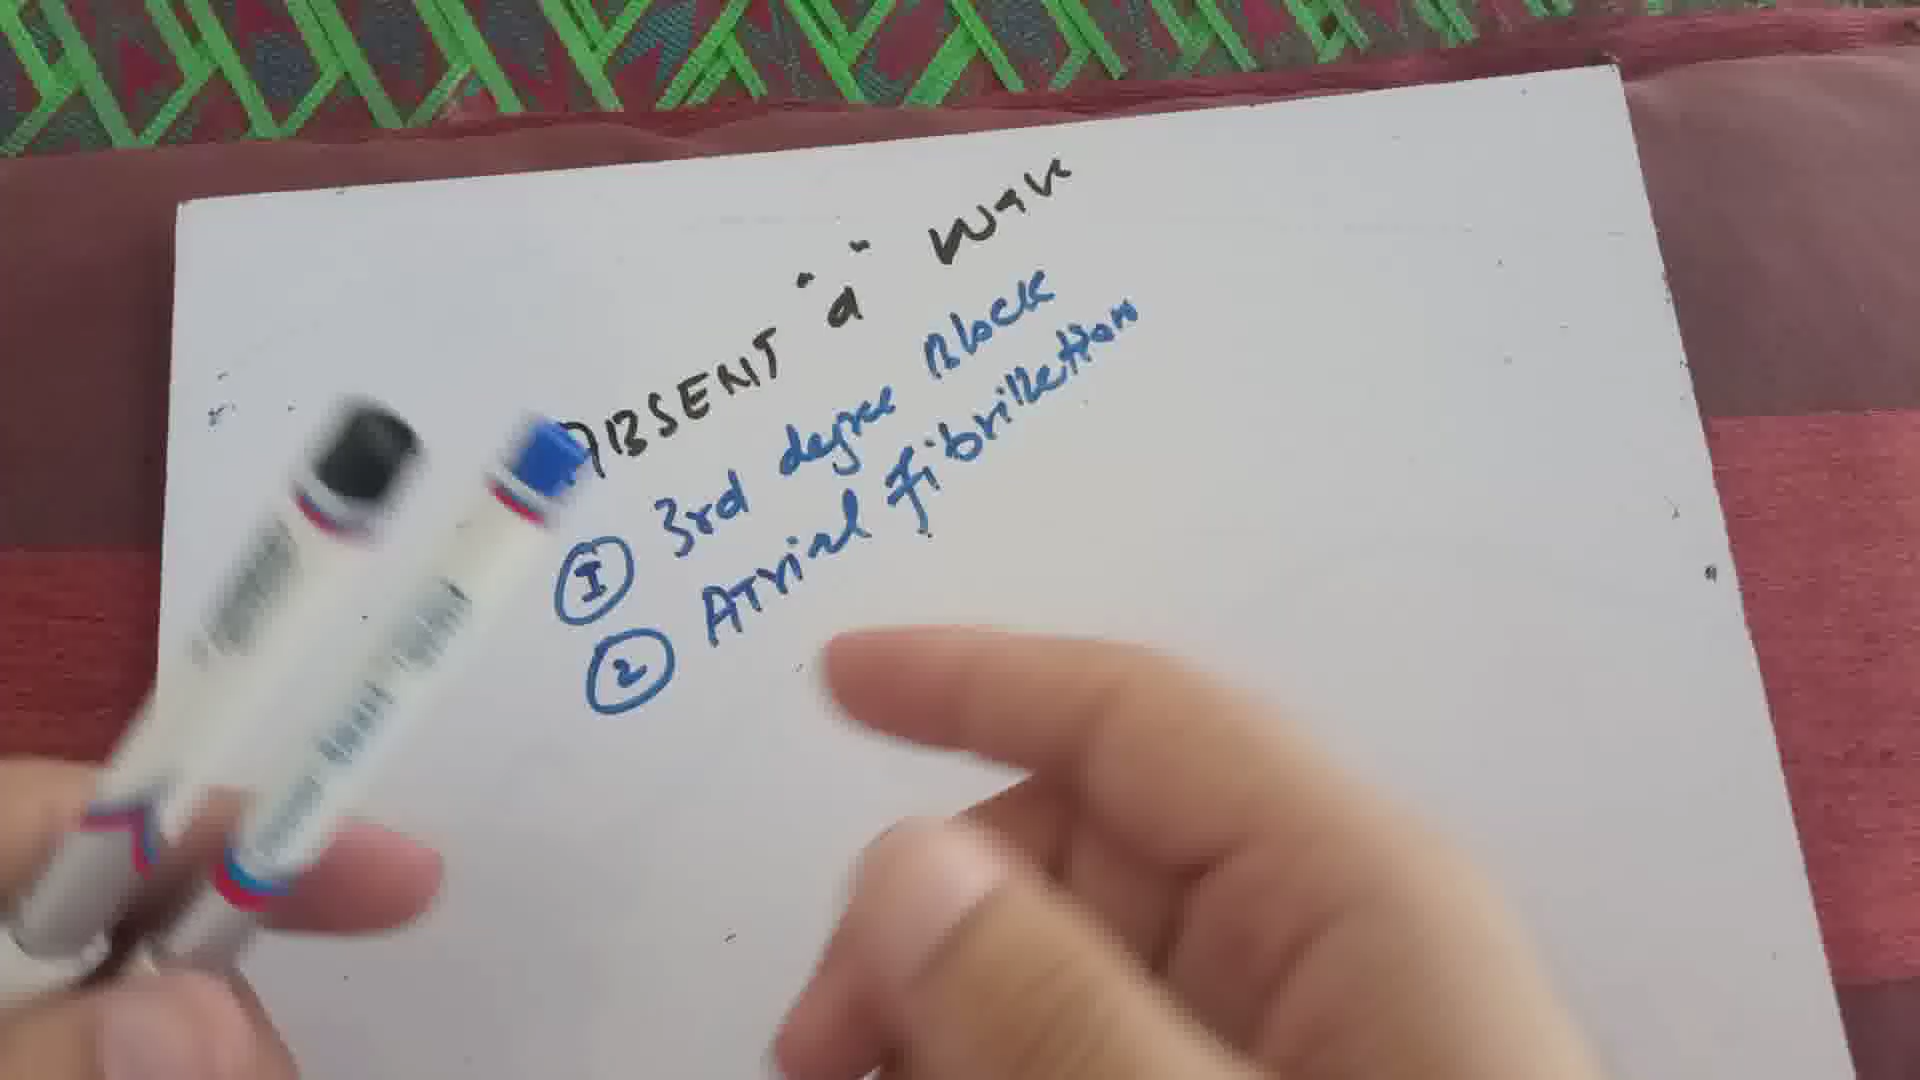 ABSENT "a" wave
① 3rd degree Block
② Atrial fibrillation